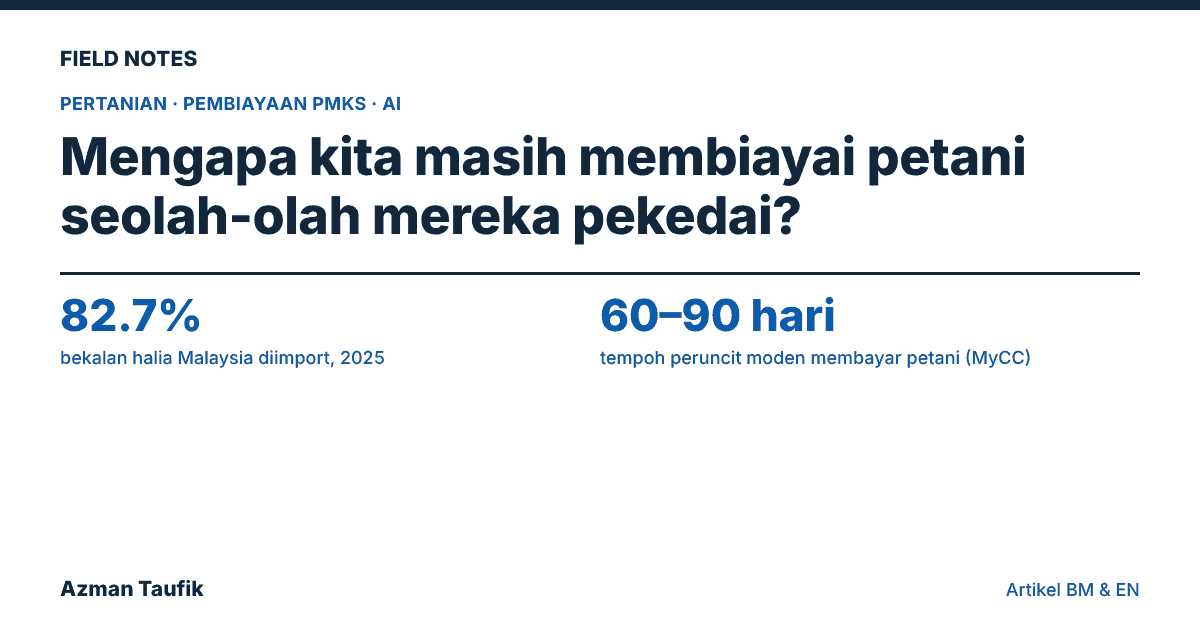 FIELD NOTES
PERTANIAN · PEMBIAYAAN PMKS · AI
Mengapa kita masih membiayai petani
seolah-olah mereka pekedai?
82.7%
bekalan halia Malaysia diimport, 2025
60–90 hari
tempoh peruncit moden membayar petani (MyCC)
Azman Taufik
Artikel BM & EN